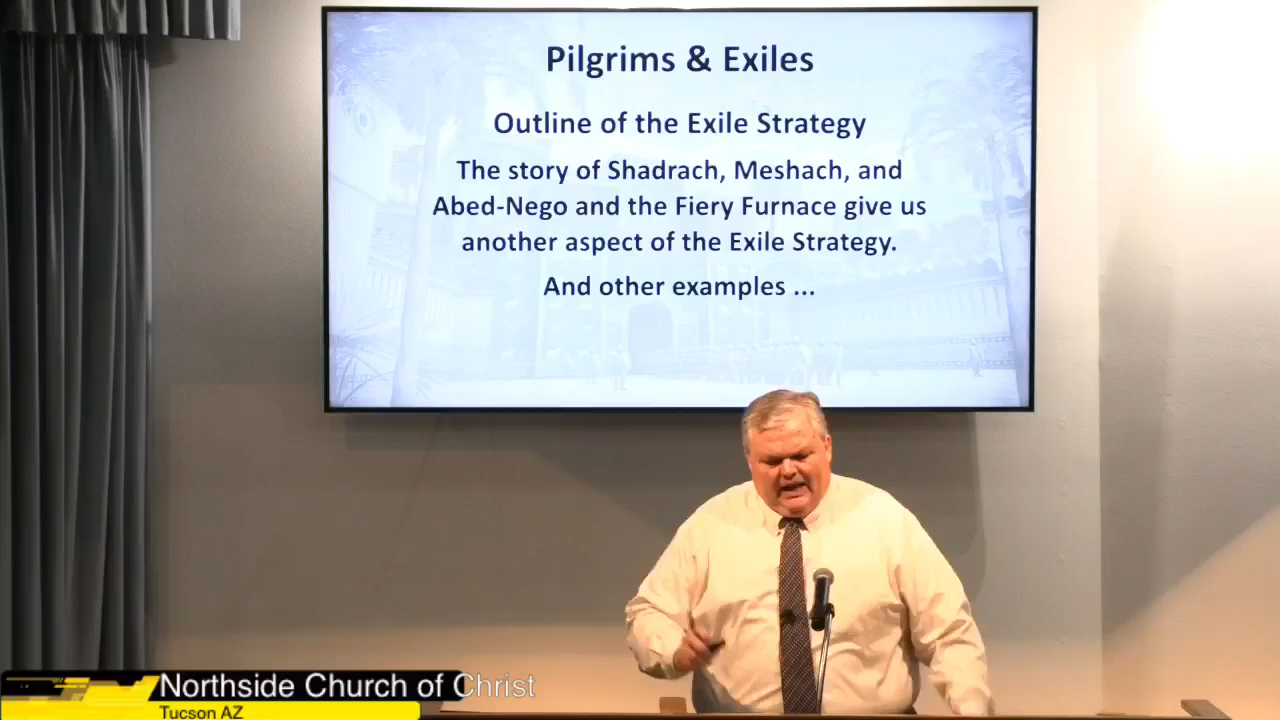 Pilgrims & Exiles
Outline of the Exile Strategy
The story of Shadrach, Meshach, and
Abed-Nego and the Fiery Furnace give us
another aspect of the Exile Strategy.
And other examples ...
Northside Church of Christ
Tucson AZ